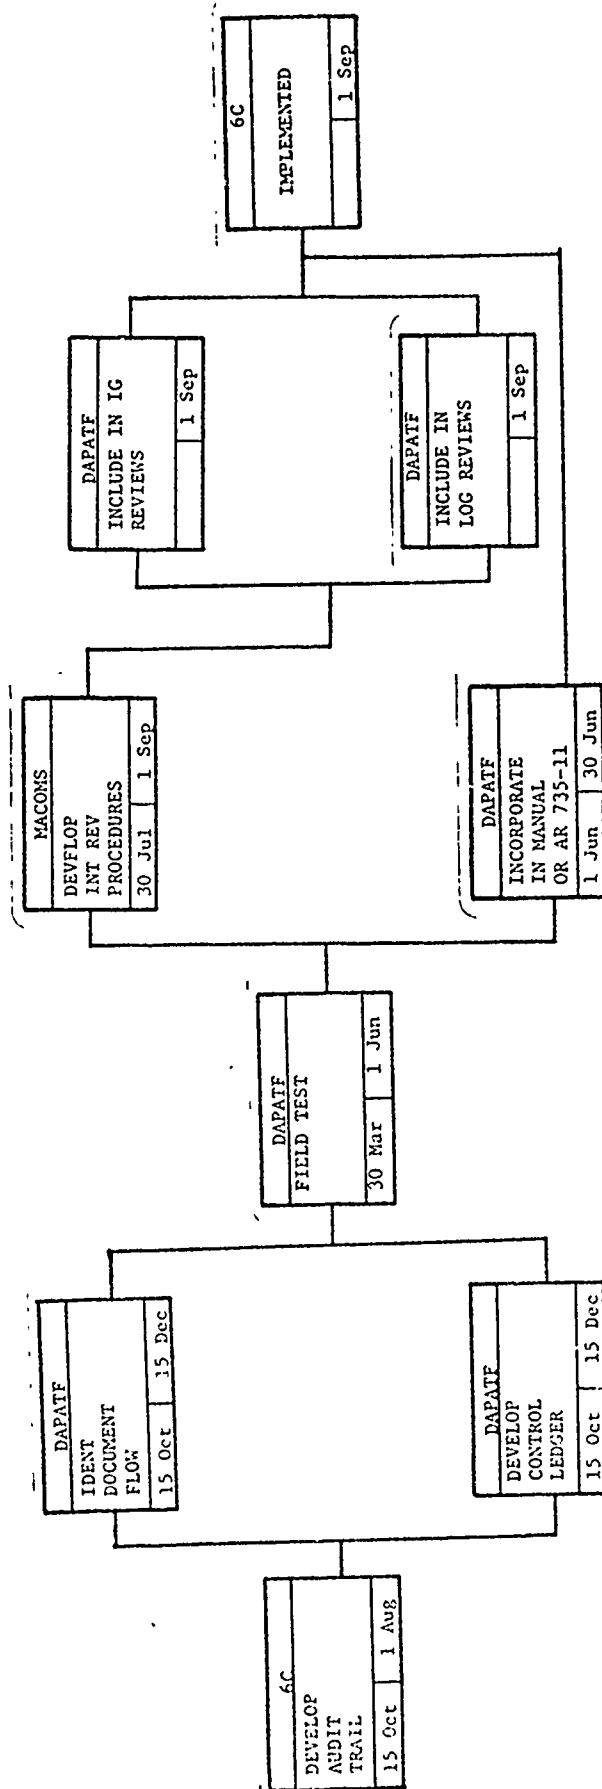 6C
DEVELOP
AUDIT
TRAIL
15 Oct 1 Aug
DAPATF
IDENT
DOCUMENT
FLOW
15 Oct 15 Dec
DAPATF
DEVELOP
CONTROL
LEDGER
15 Oct 15 Dec
DAPATF
FIELD TEST
30 Mar 1 Jun
MACOMS
DEVFLOP
INT REV
PROCEDURES
30 Jul 1 Sep
DAPATF
INCORPORATE
IN MANUAL
OR AR 735-11
1 Jun 30 Jun
DAPATF
INCLUDE IN IG
REVIEWS
1 Sep
DAPATF
INCLUDE IN
LOG REVIEWS
1 Sep
6C
IMPLEMENTED
1 Sep